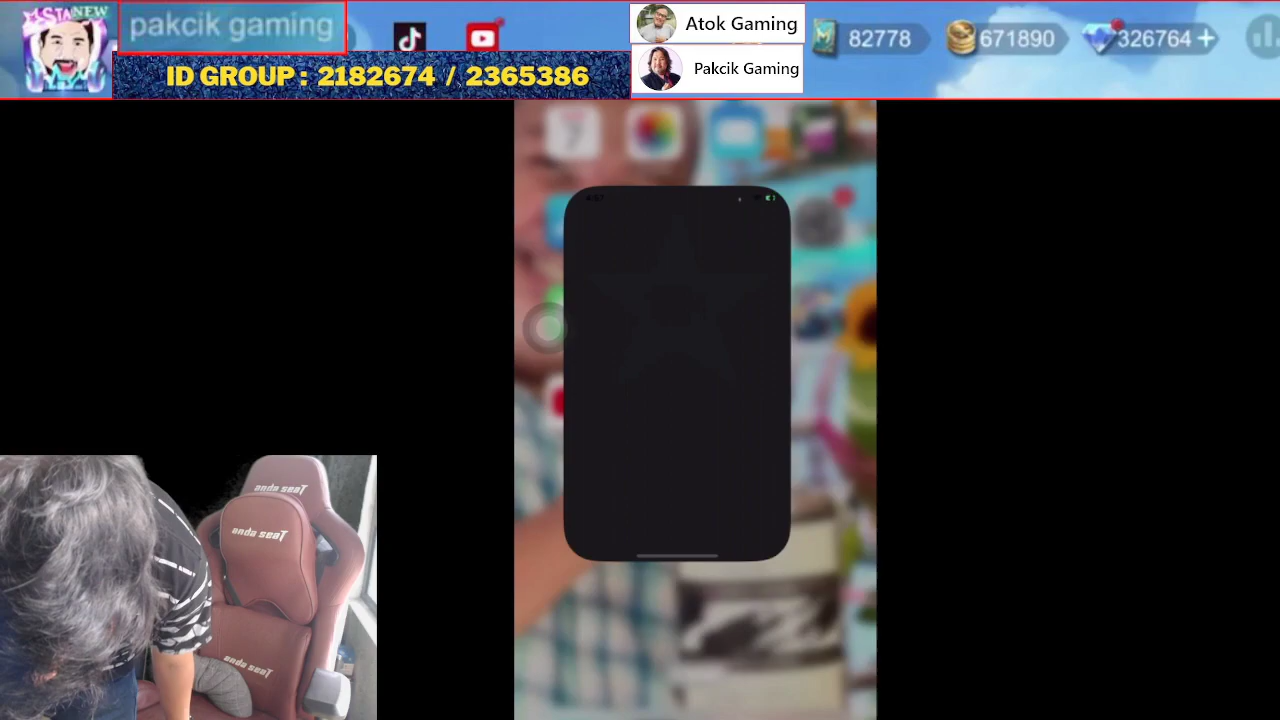 NEW
pakcik gaming
Atok Gaming
82778
671890
326764 +
Pakcik Gaming
ID GROUP : 2182674 / 2365386
7
anda seaT
anda seaT
anda seaT